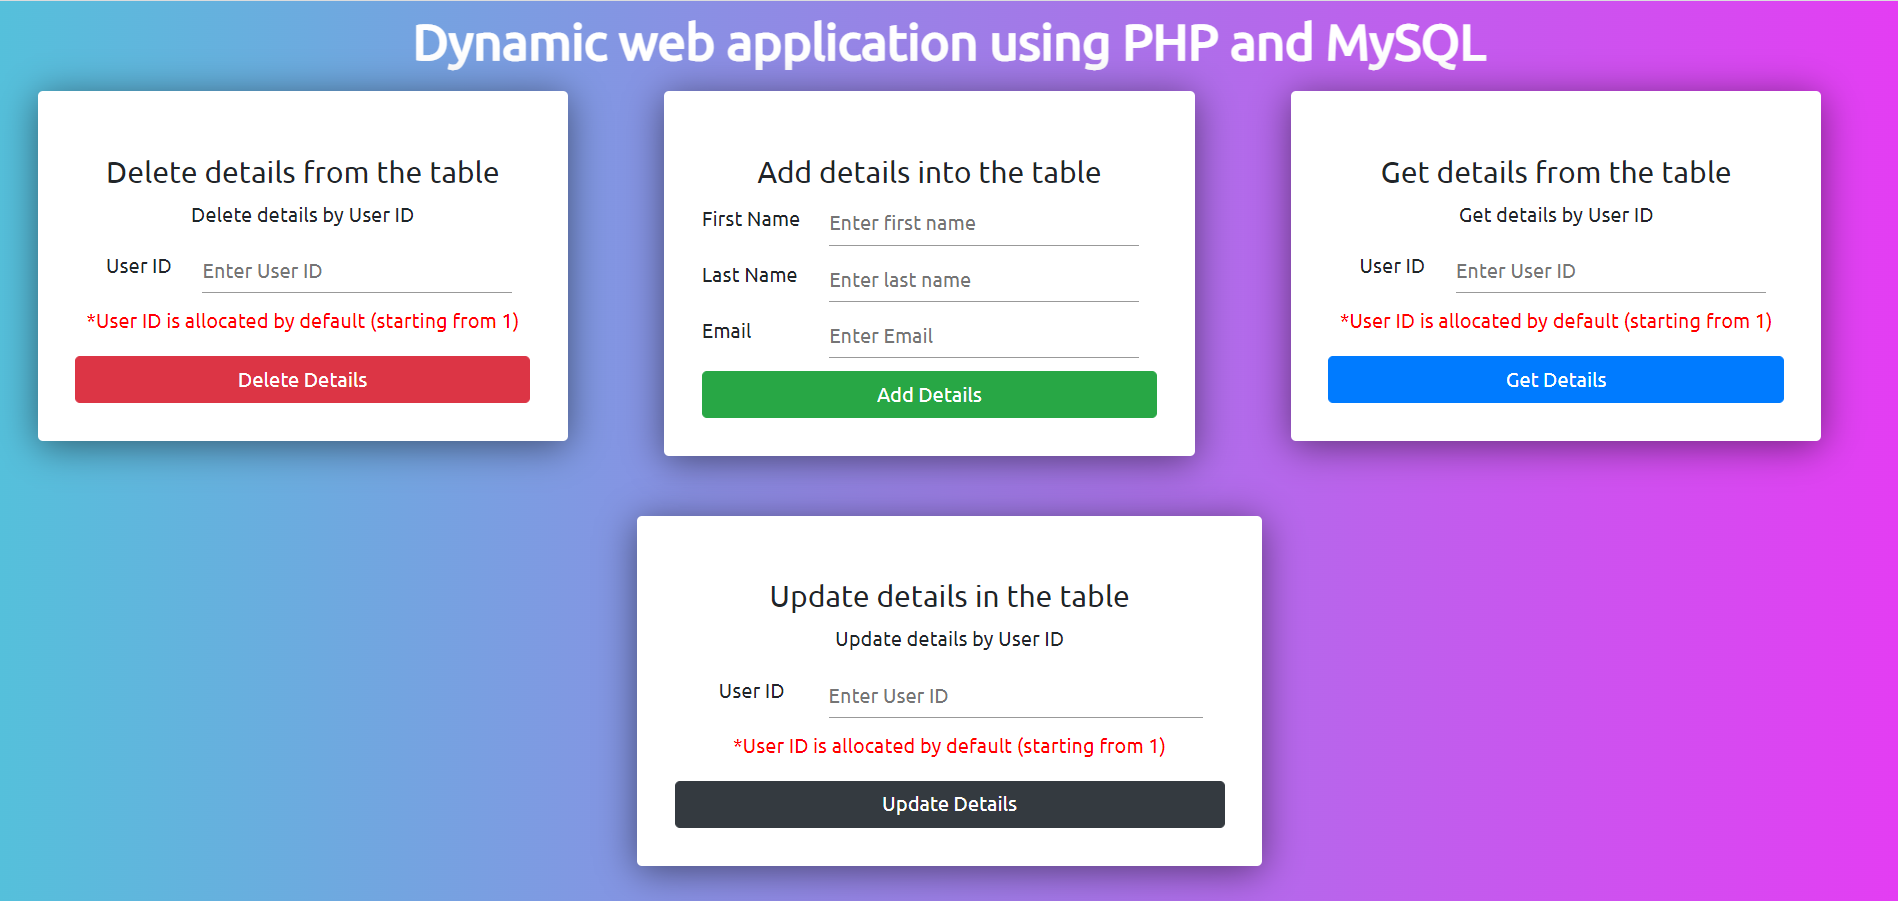 Dynamic web application using PHP and MySQL
Delete details from the table
Delete details by User ID
User ID
Enter User ID
*User ID is allocated by default (starting from 1)
Delete Details
Add details into the table
First Name
Enter first name
Last Name
Enter last name
Email
Enter Email
Add Details
Get details from the table
Get details by User ID
User ID
Enter User ID
*User ID is allocated by default (starting from 1)
Get Details
Update details in the table
Update details by User ID
User ID
Enter User ID
*User ID is allocated by default (starting from 1)
Update Details